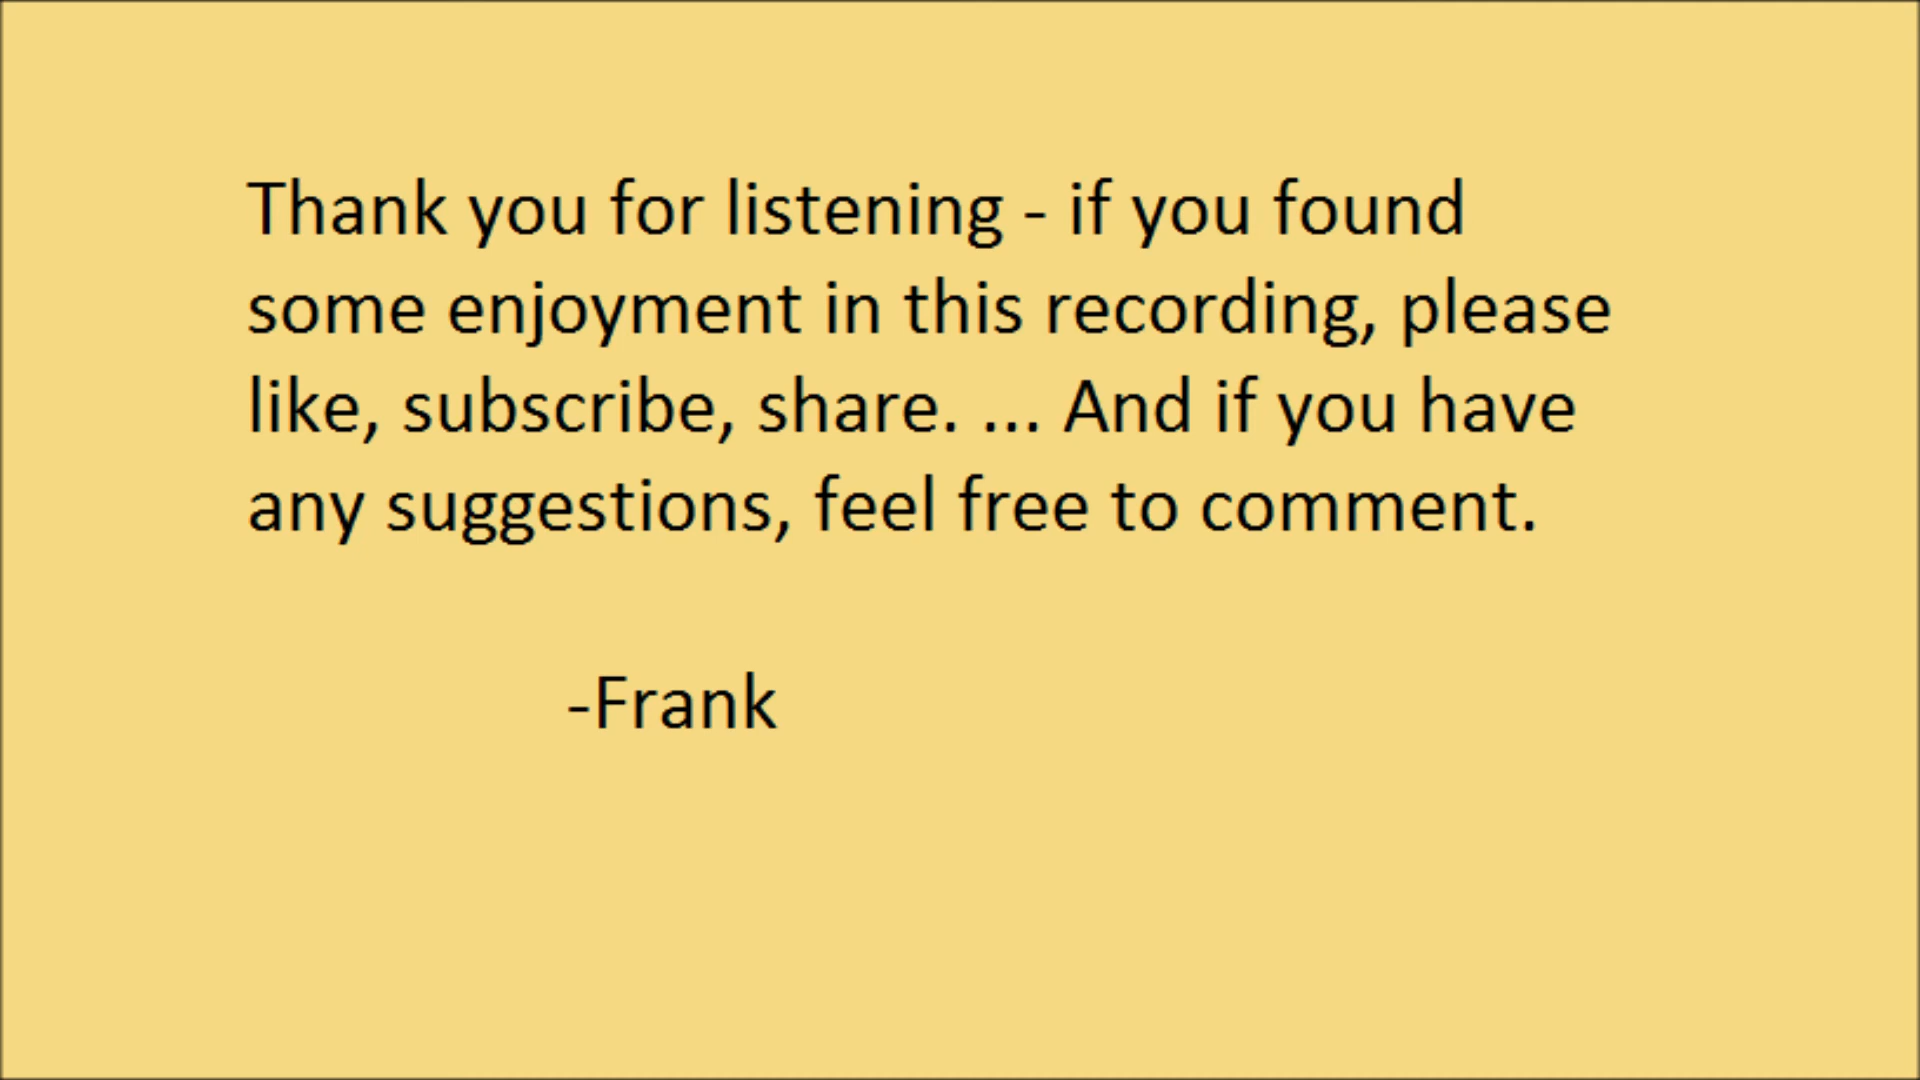 Thank you for listening - if you found
some enjoyment in this recording, please
like, subscribe, share. ... And if you have
any suggestions, feel free to comment.
-Frank